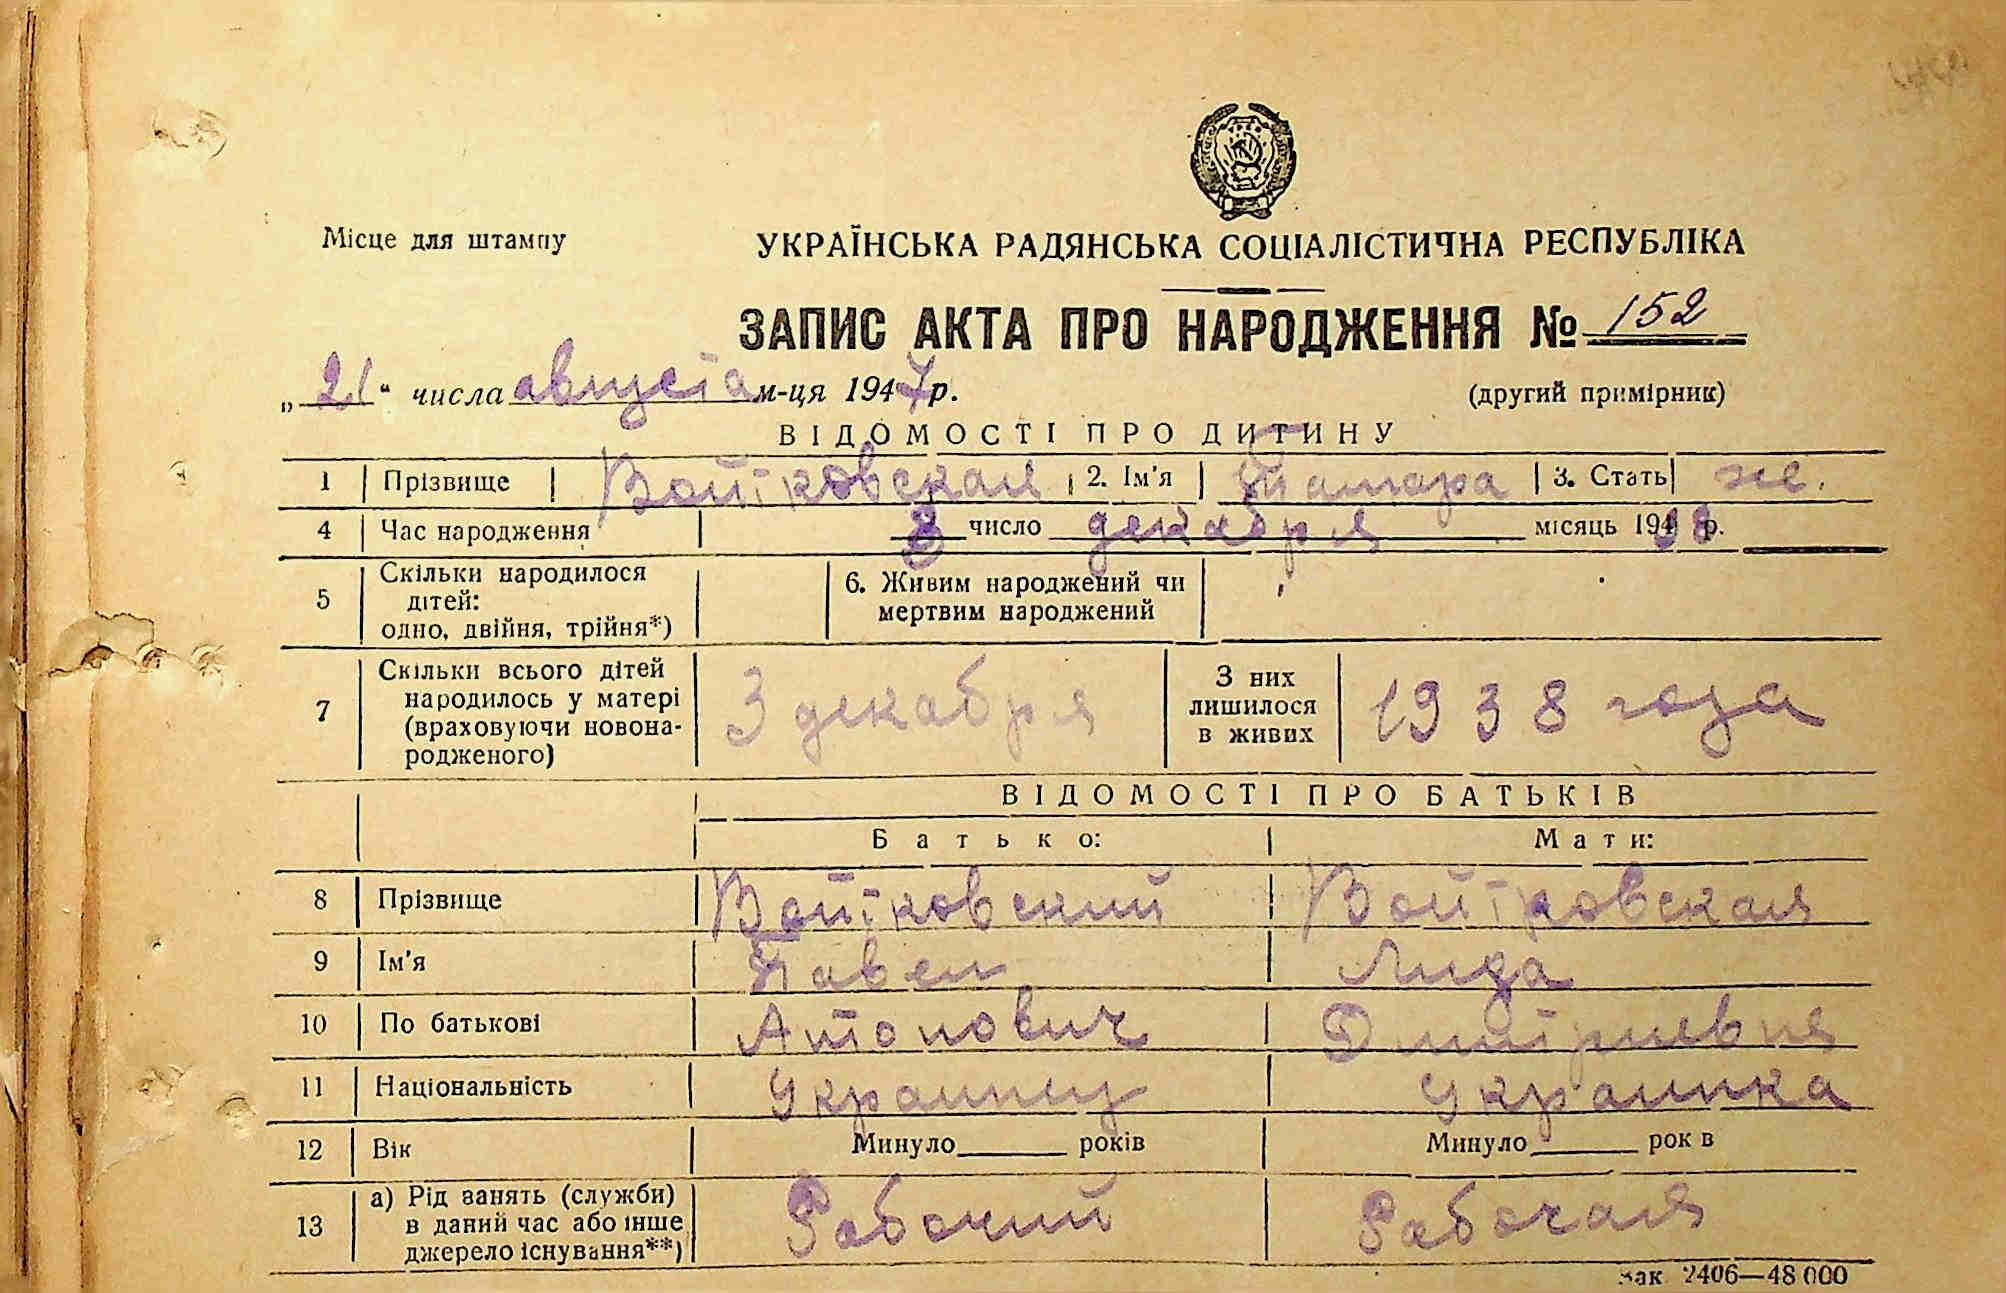 Місце для штампу
УКРАЇНСЬКА РАДЯНСЬКА СОЦІАЛІСТИЧНА РЕСПУБЛІКА
ЗАПИС АКТА ПРО НАРОДЖЕННЯ № 152
„21“ числа августа м-ця 1947 р.
(другий примірник)
ВІДОМОСТІ ПРО ДИТИНУ
1 Прізвище Войтковская 2. Ім'я Тамара 3. Стать же.
4 Час народження 3 число декабря місяць 1938 р.
5 Скільки народилося дітей: одно, двійня, трійня*) 6. Живим народжений чи мертвим народжений
7 Скільки всього дітей народилось у матері (враховуючи новонародженого) 3 декабря З них лишилося в живих 1938 года
ВІДОМОСТІ ПРО БАТЬКІВ
Батько: Мати:
8 Прізвище Войтковский Войтковская
9 Ім'я Павел Лида
10 По батькові Атонович Дмитриевна
11 Національність Украинец Украинка
12 Вік Минуло років Минуло рок в
13 а) Рід занять (служби) в даний час або інше джерело існування**) Рабочий Рабочая
Зак 2406—48 000